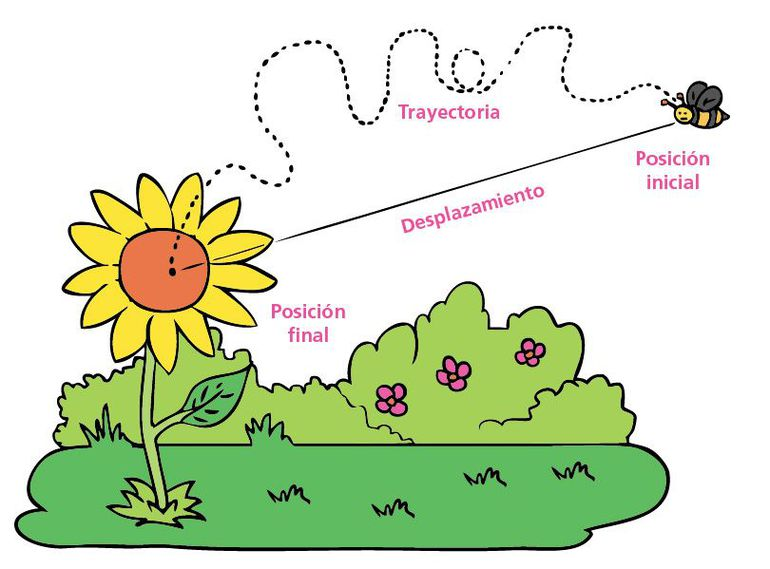 Trayectoria
Posición
inicial
Desplazamiento
Posición
final